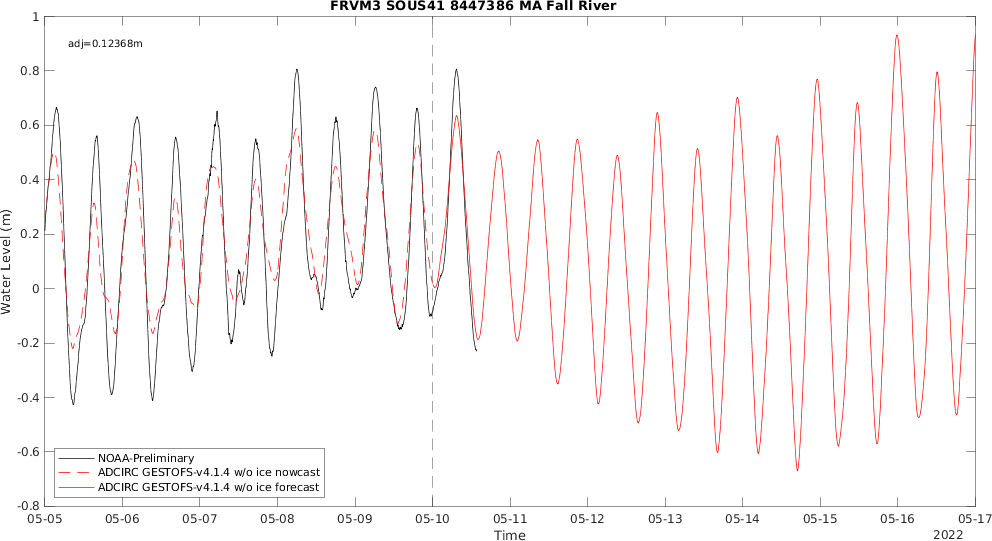 FRVM3 SOUS41 8447386 MA Fall River
adj=0.12368m
1
0.8
0.6
0.4
0.2
0
-0.2
-0.4
-0.6
-0.8
Water Level (m)
NOAA-Preliminary
ADCIRC GESTOFS-v4.1.4 w/o ice nowcast
ADCIRC GESTOFS-v4.1.4 w/o ice forecast
05-05 05-06 05-07 05-08 05-09 05-10 05-11 05-12 05-13 05-14 05-15 05-16 05-17
Time
2022